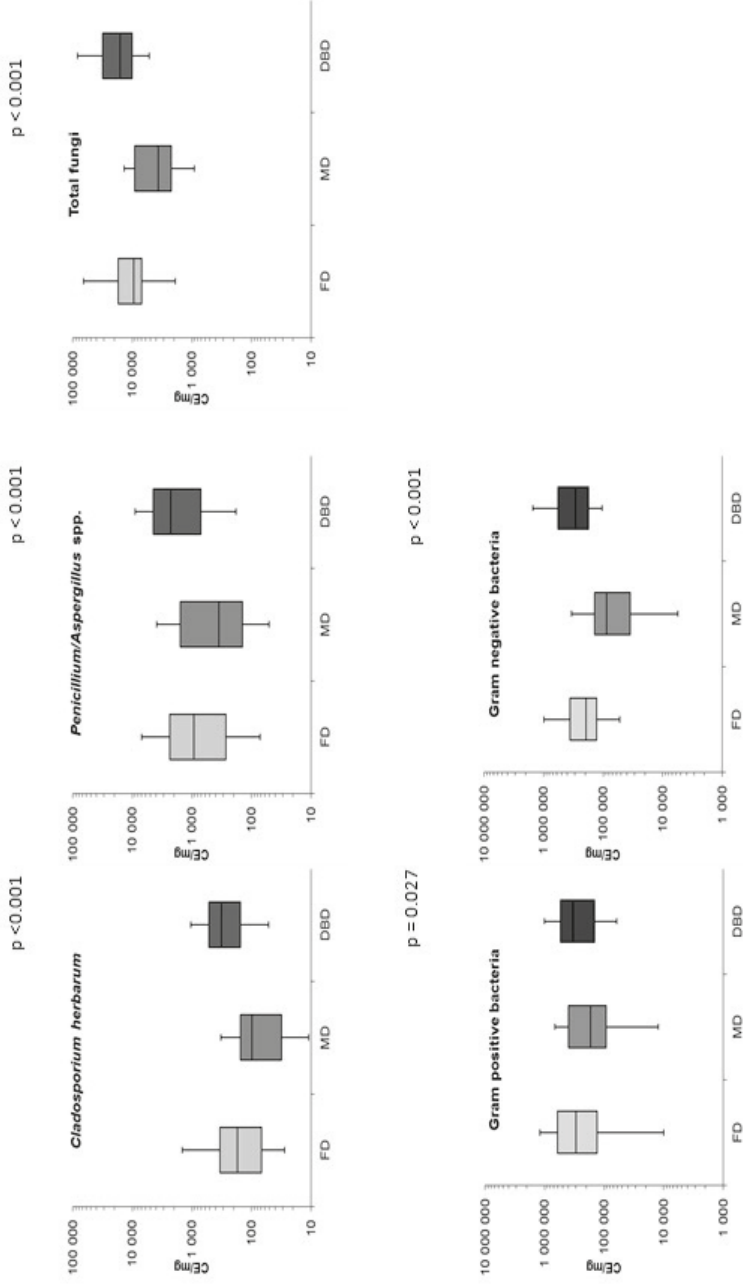 p <0.001
Cladosporium herbarum
100 000
10 000
1 000
100
10
CE/mg
FD
MD
DBD
p < 0.001
Penicillium/Aspergillus spp.
100 000
10 000
1 000
100
10
CE/mg
FD
MD
DBD
p < 0.001
Total fungi
100 000
10 000
1 000
100
10
CE/mg
FD
MD
DBD
p = 0.027
Gram positive bacteria
10 000 000
1 000 000
100 000
10 000
1 000
CE/mg
FD
MD
DBD
p < 0.001
Gram negative bacteria
10 000 000
1 000 000
100 000
10 000
1 000
CE/mg
FD
MD
DBD